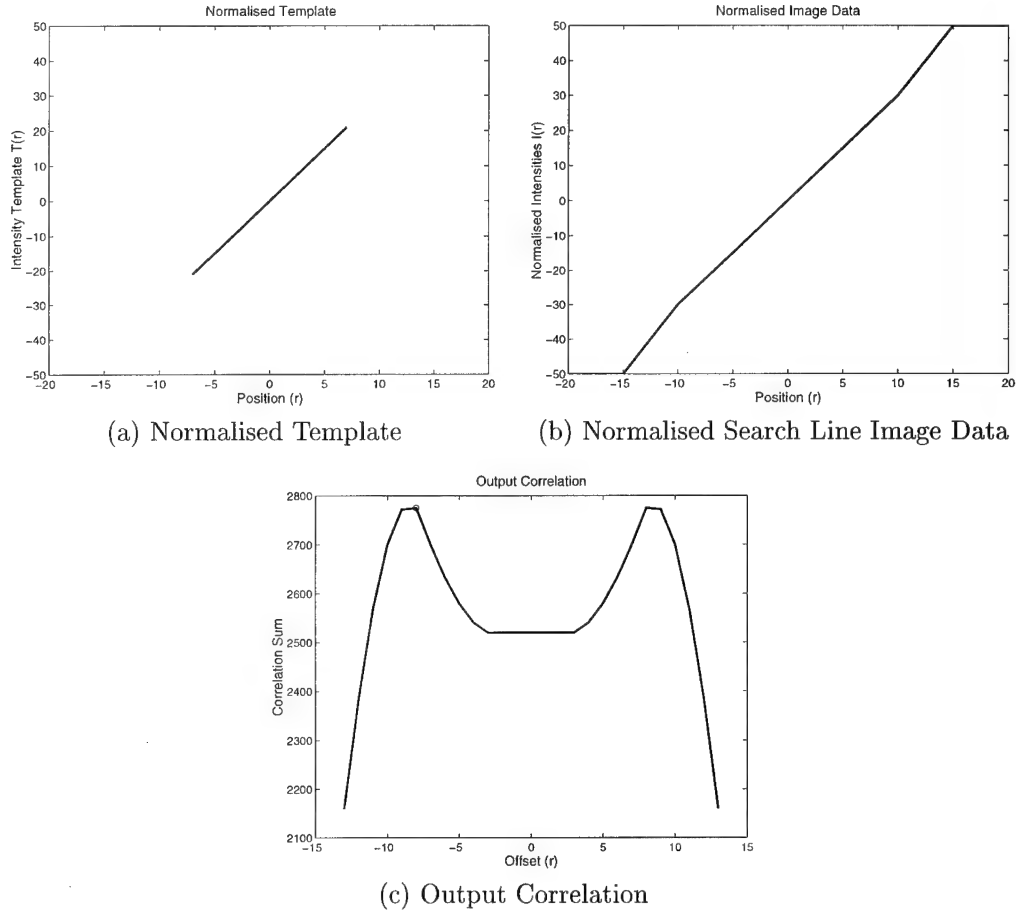 Normalised Template
50
40
30
20
10
0
−10
−20
−30
−40
−50
Intensity Template T(r)
−20 −15 −10 −5 0 5 10 15 20
Position (r)
(a) Normalised Template
Normalised Image Data
50
40
30
20
10
0
−10
−20
−30
−40
−50
Normalised Intensities I(r)
−20 −15 −10 −5 0 5 10 15 20
Position (r)
(b) Normalised Search Line Image Data
Output Correlation
2800
2700
2600
2500
2400
2300
2200
2100
Correlation Sum
−15 −10 −5 0 5 10 15
Offset (r)
(c) Output Correlation